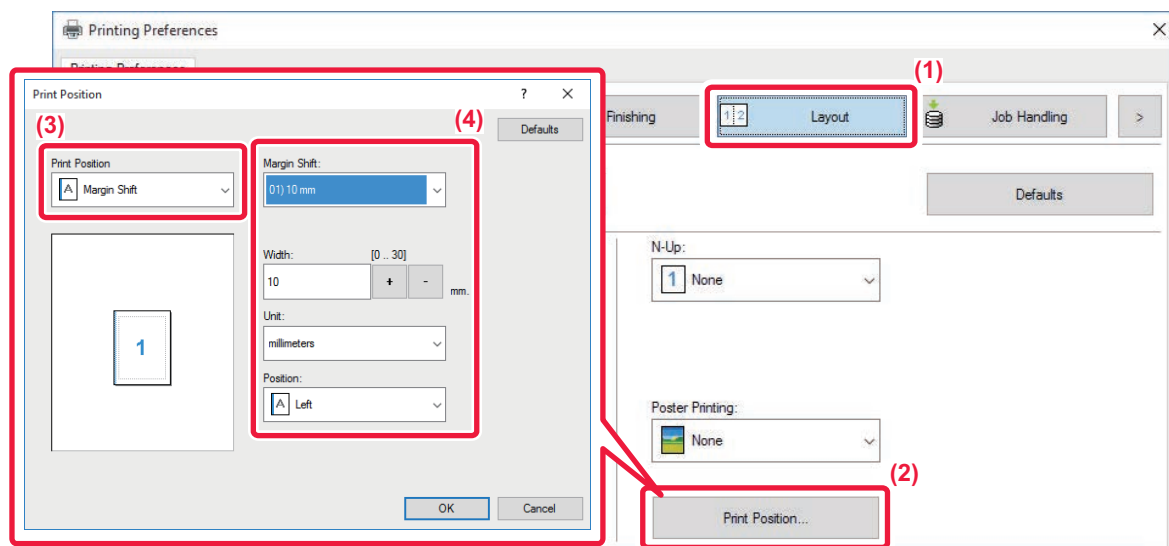 Printing Preferences
Printing Preferences
(1)
Print Position
?
(3)
(4)
Defaults
Finishing
1 2
Layout
Job Handling
>
Print Position
A
Margin Shift
Margin Shift:
01) 10 mm
Defaults
Width:
[0 .. 30]
10
+
-
mm.
N-Up:
1
None
Unit:
millimeters
1
Position:
A
Left
Poster Printing:
None
(2)
OK
Cancel
Print Position...